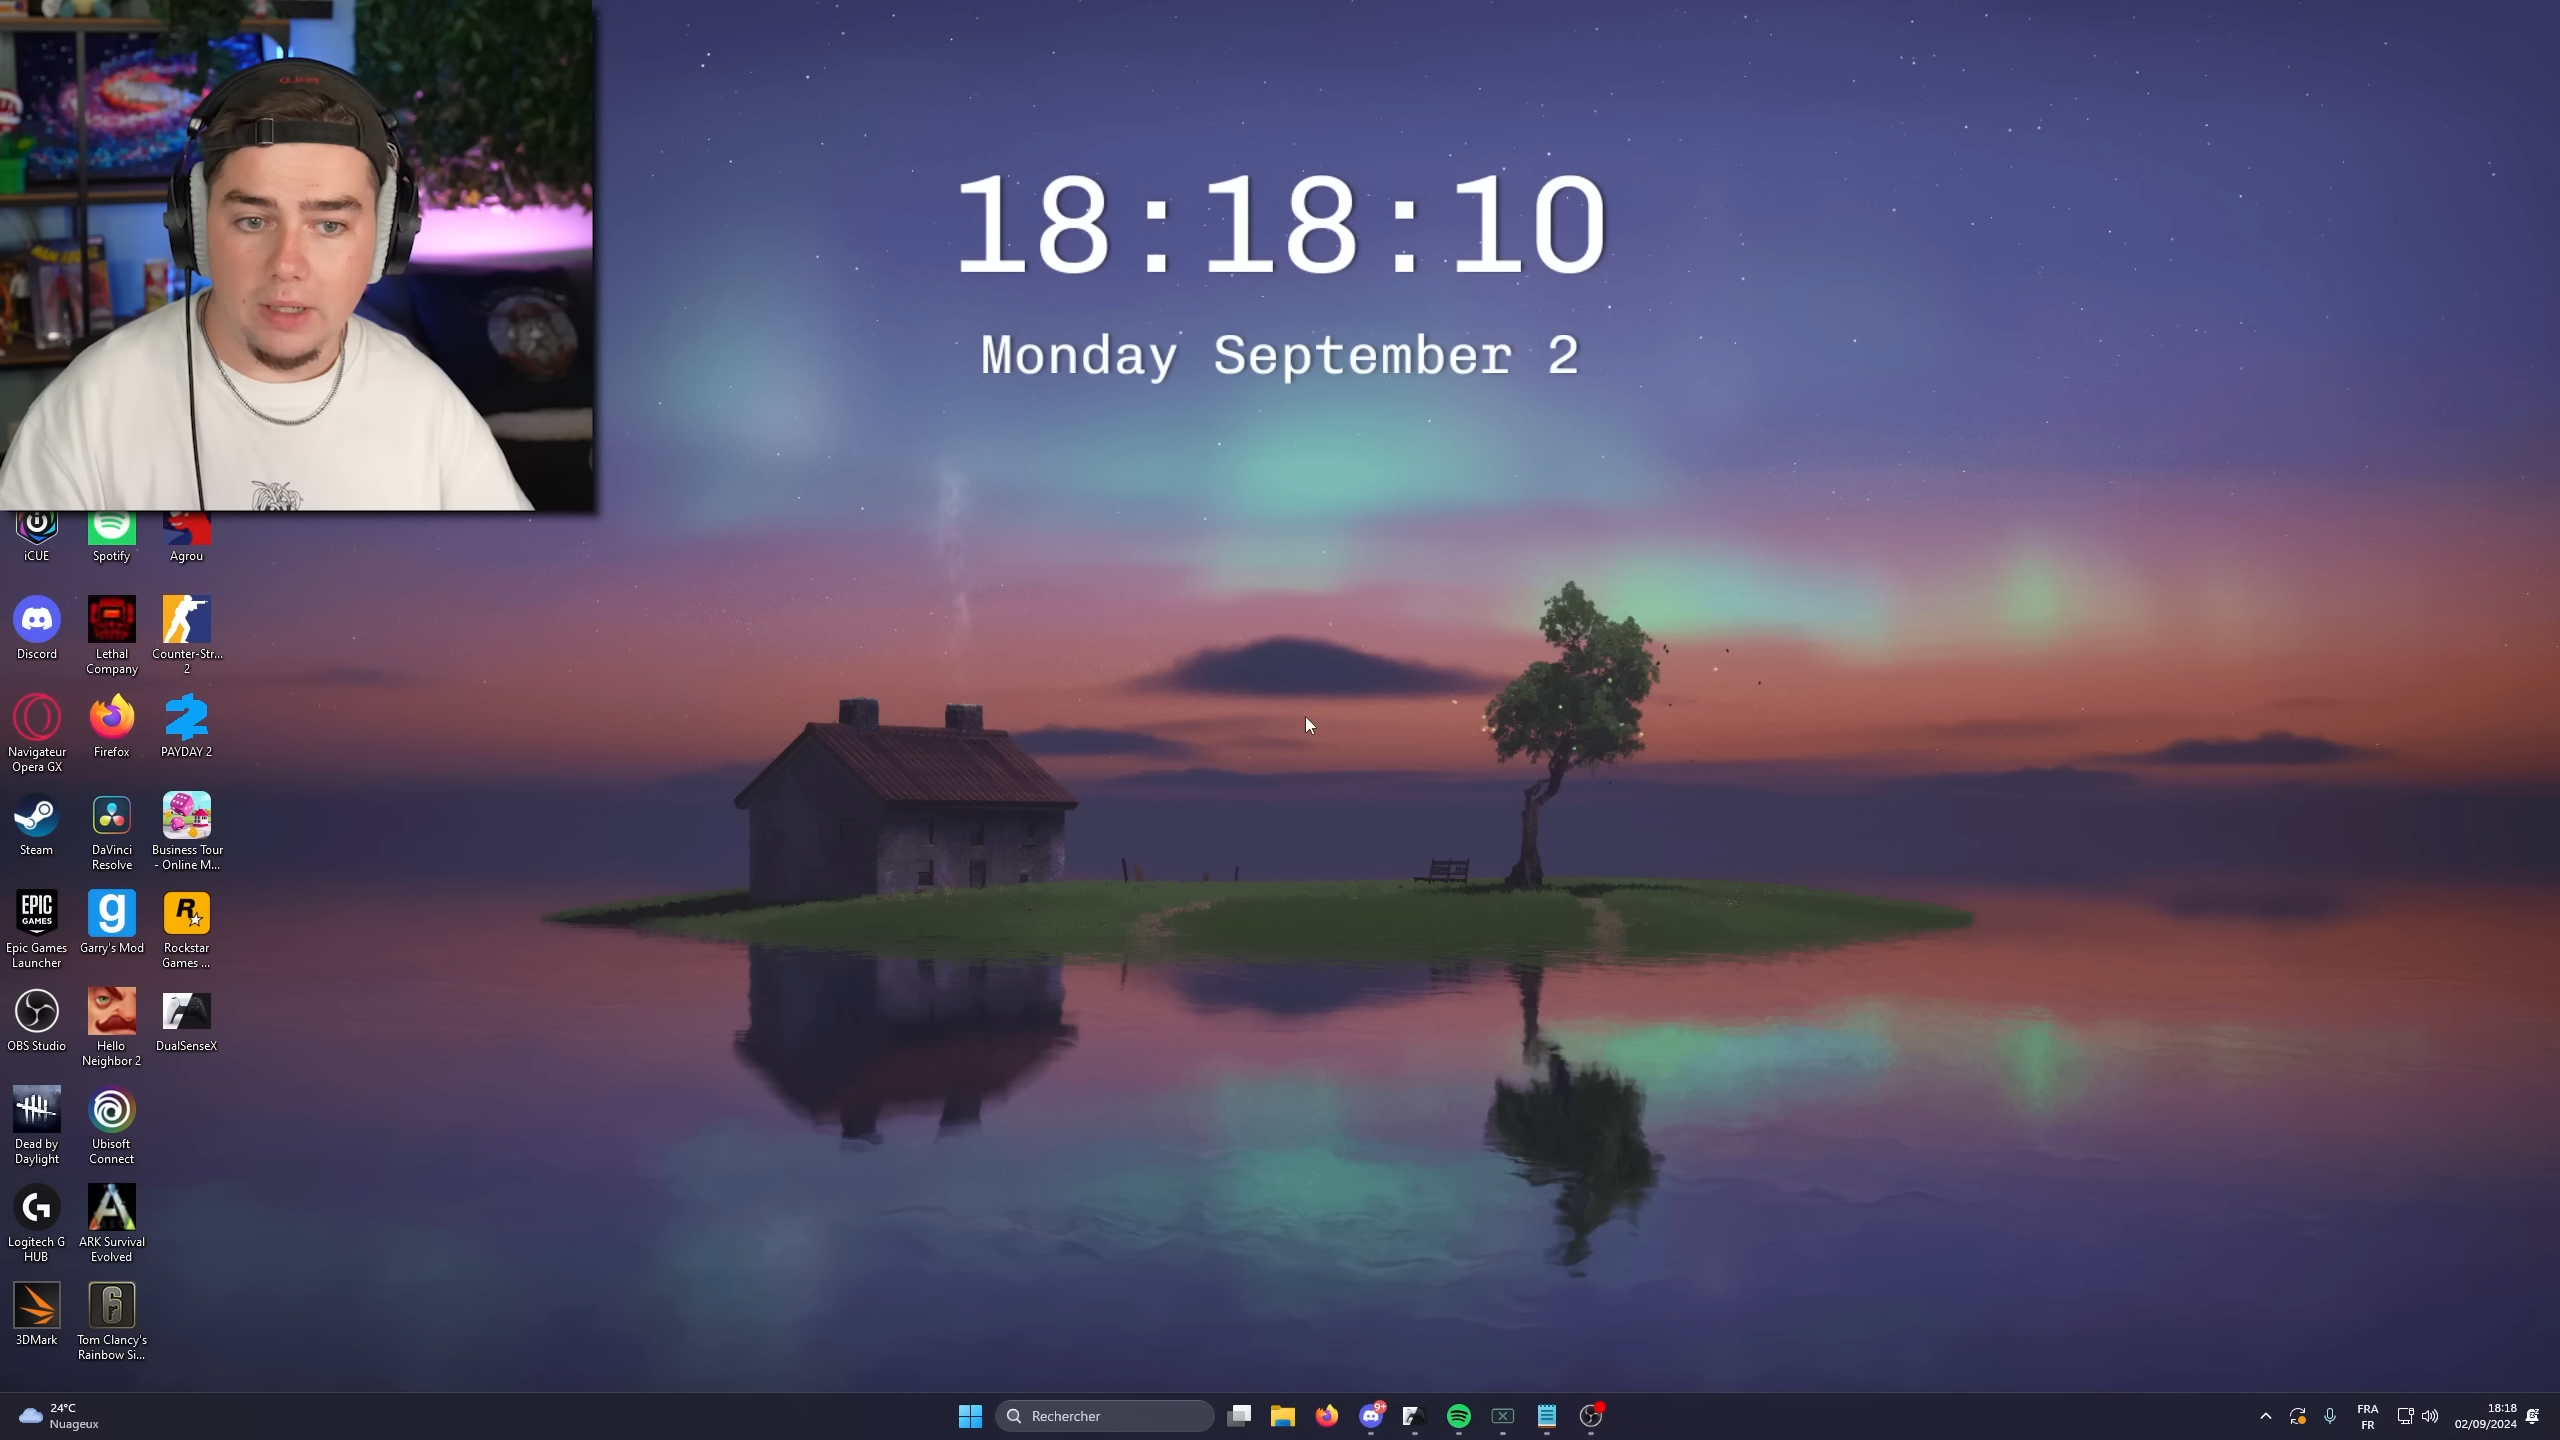 18:18:10
Monday September 2
iCUE
Spotify
Agrou
Discord
Lethal
Company
Counter-Str...
2
Navigateur
Opera GX
Firefox
PAYDAY 2
Steam
DaVinci
Resolve
Business Tour
- Online M...
EPIC
GAMES
Epic Games
Launcher
Garry's Mod
Rockstar
Games ...
OBS Studio
Hello
Neighbor 2
DualSenseX
Dead by
Daylight
Ubisoft
Connect
Logitech G
HUB
ARK Survival
Evolved
3DMark
Tom Clancy's
Rainbow Si...
24°C
Nuageux
Rechercher
9+
FRA
FR
18:18
02/09/2024